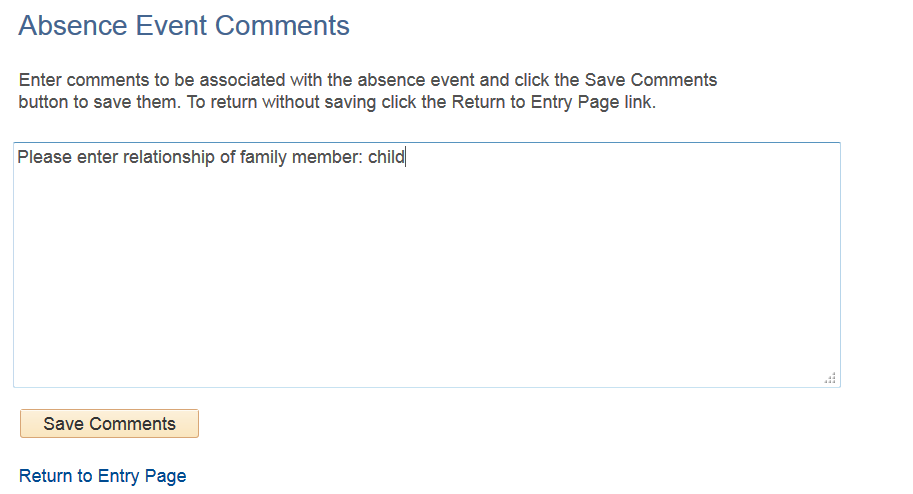 Absence Event Comments
Enter comments to be associated with the absence event and click the Save Comments
button to save them. To return without saving click the Return to Entry Page link.
Please enter relationship of family member: child
Save Comments
Return to Entry Page